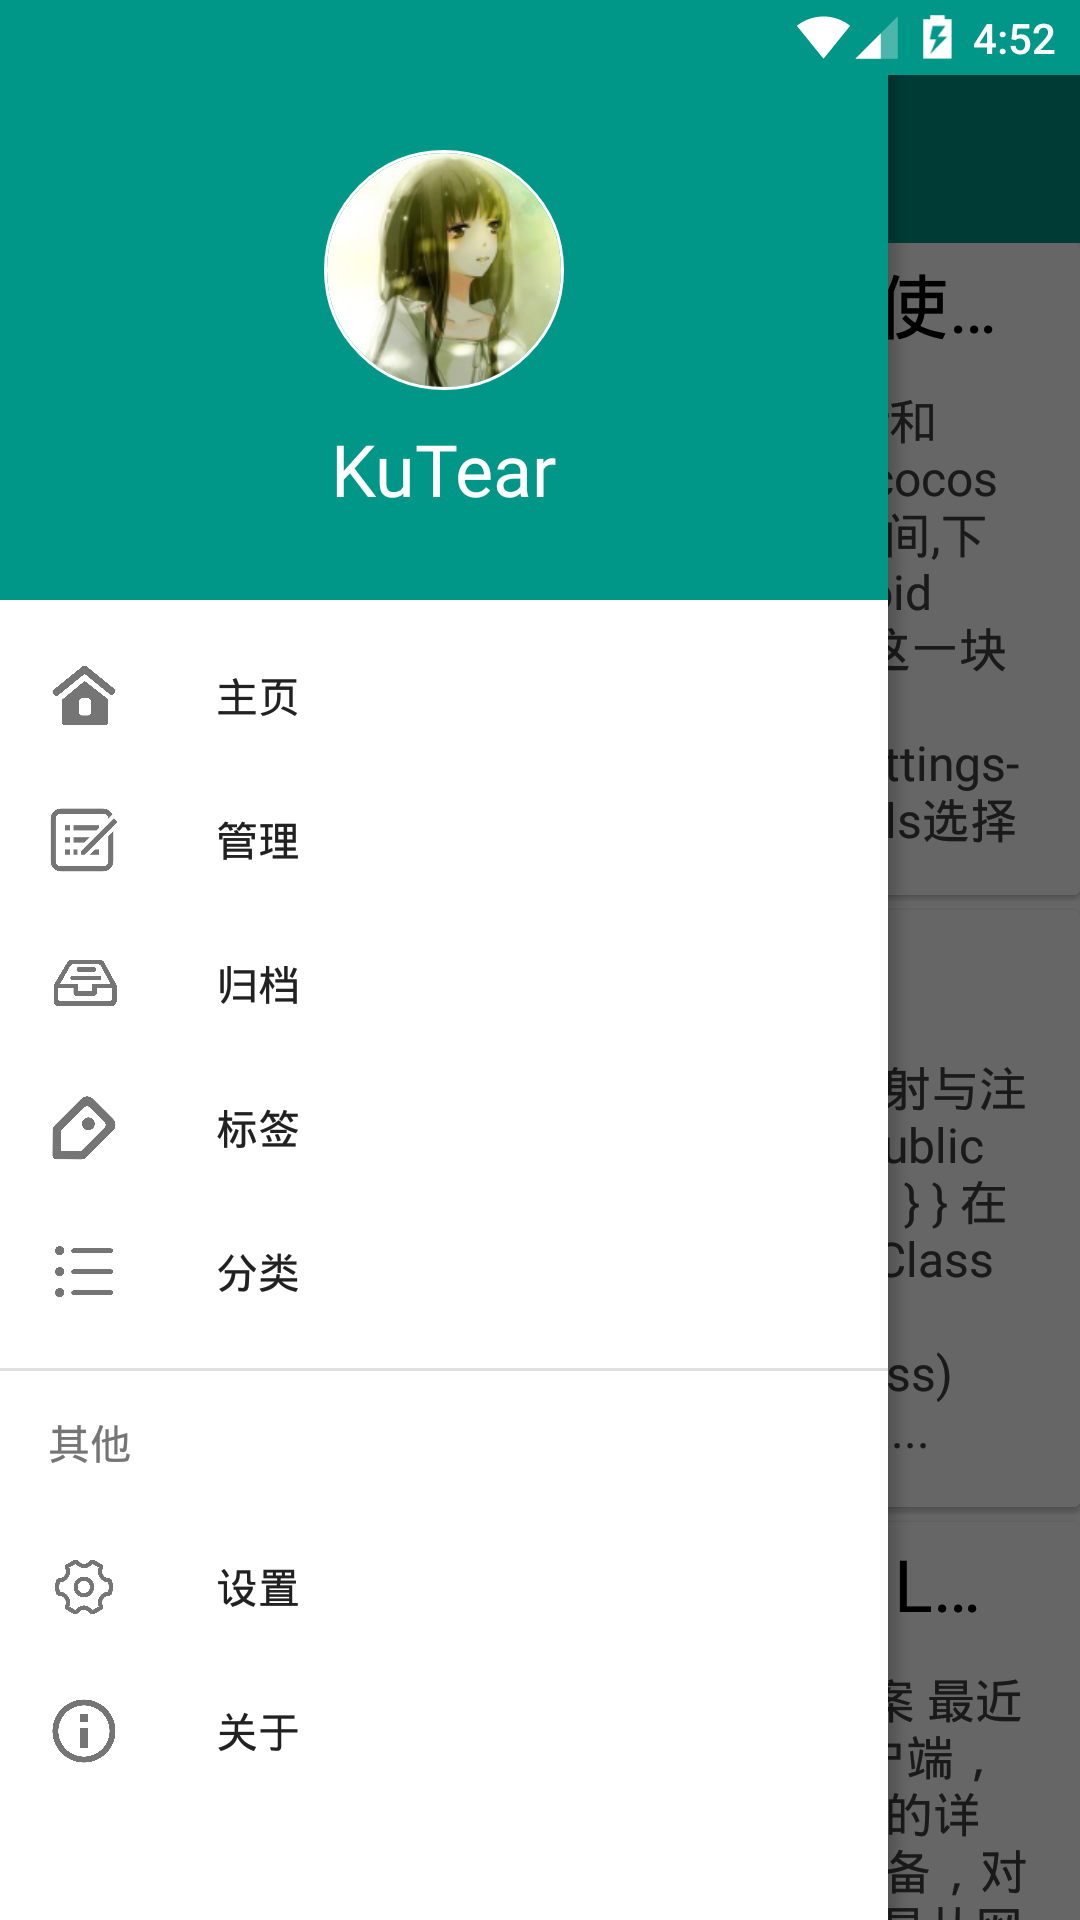 4:52
KuTear
主页
管理
归档
标签
分类
其他
设置
关于
使...
和
cocos
间,下
oid
这一块
ttings-
ls选择
射与注
ublic
} } 在
Class
ss)
...
L...
案 最近
户端，
的详
备，对